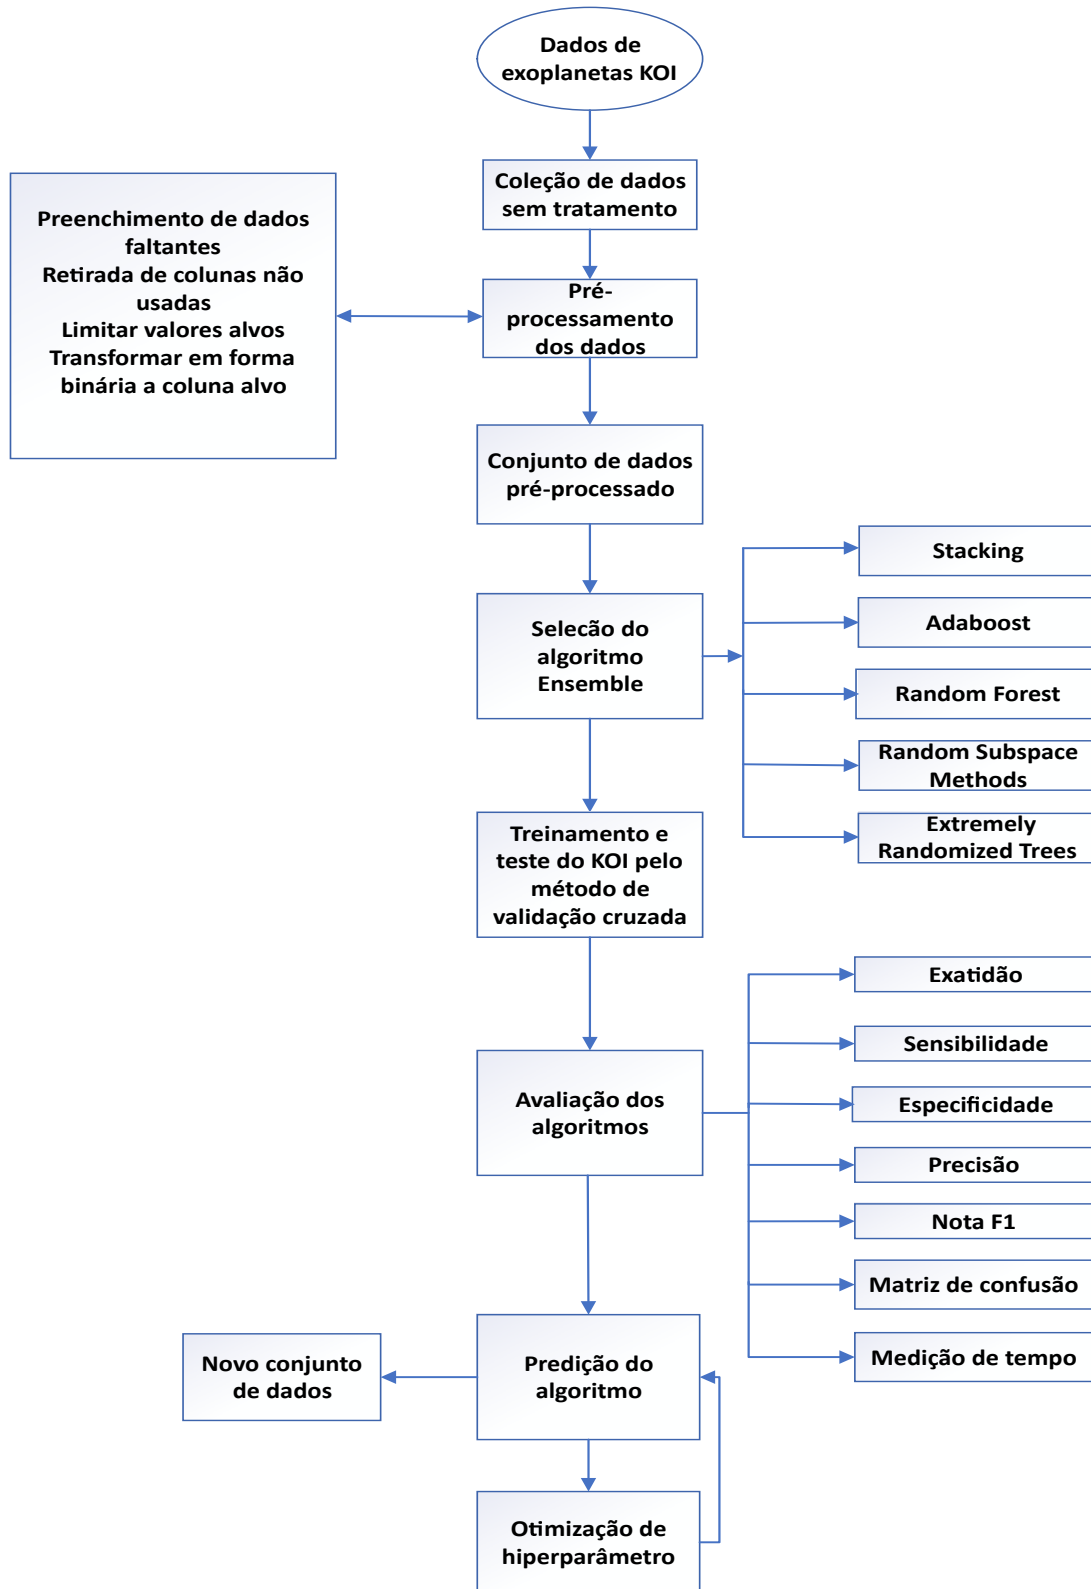 Dados de
exoplanetas KOI
Coleção de dados
sem tratamento
Preenchimento de dados
faltantes
Retirada de colunas não
usadas
Limitar valores alvos
Transformar em forma
binária a coluna alvo
Pré-
processamento
dos dados
Conjunto de dados
pré-processado
Selecão do
algoritmo
Ensemble
Stacking
Adaboost
Random Forest
Random Subspace
Methods
Extremely
Randomized Trees
Treinamento e
teste do KOI pelo
método de
validação cruzada
Avaliação dos
algoritmos
Exatidão
Sensibilidade
Especificidade
Precisão
Nota F1
Matriz de confusão
Medição de tempo
Novo conjunto
de dados
Predição do
algoritmo
Otimização de
hiperparâmetro